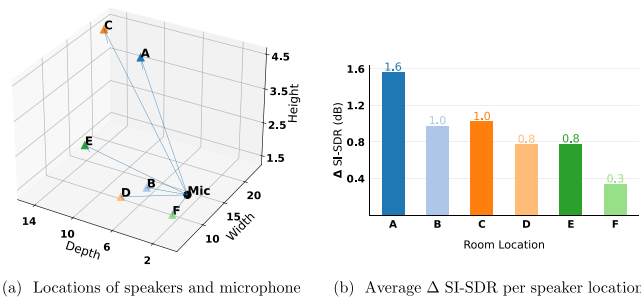 C
A
E
B
D
F
Mic
4.5
3.5
2.5
1.5
Height
14
10
6
2
Depth
10
15
20
Width
(a) Locations of speakers and microphone
1.6
1.2
0.8
0.4
Δ SI-SDR (dB)
1.6
1.0
1.0
0.8
0.8
0.3
A B C D E F
Room Location
(b) Average Δ SI-SDR per speaker location